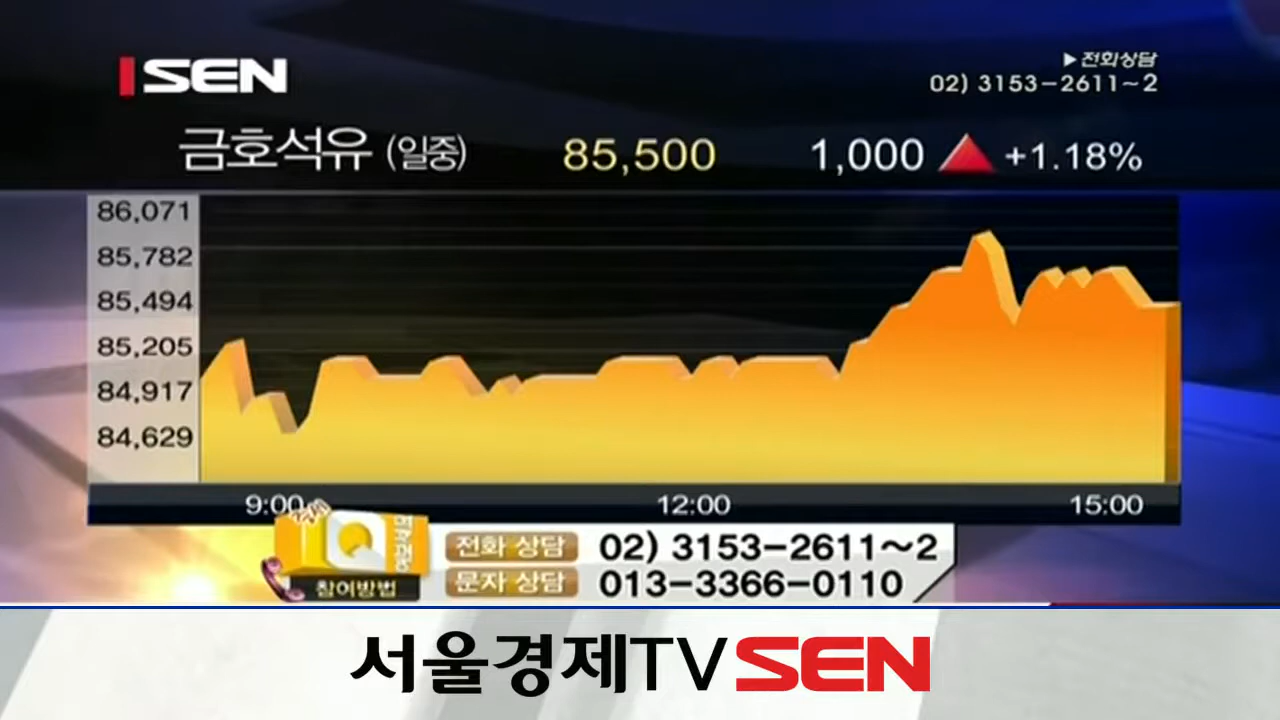 SEN
▶전화상담
02) 3153-2611~2
금호석유 (일중) 85,500 1,000 ▲ +1.18%
86,071
85,782
85,494
85,205
84,917
84,629
9:00 12:00 15:00
Q
참여방법
전화 상담 02) 3153-2611~2
문자 상담 013-3366-0110
서울경제TV SEN